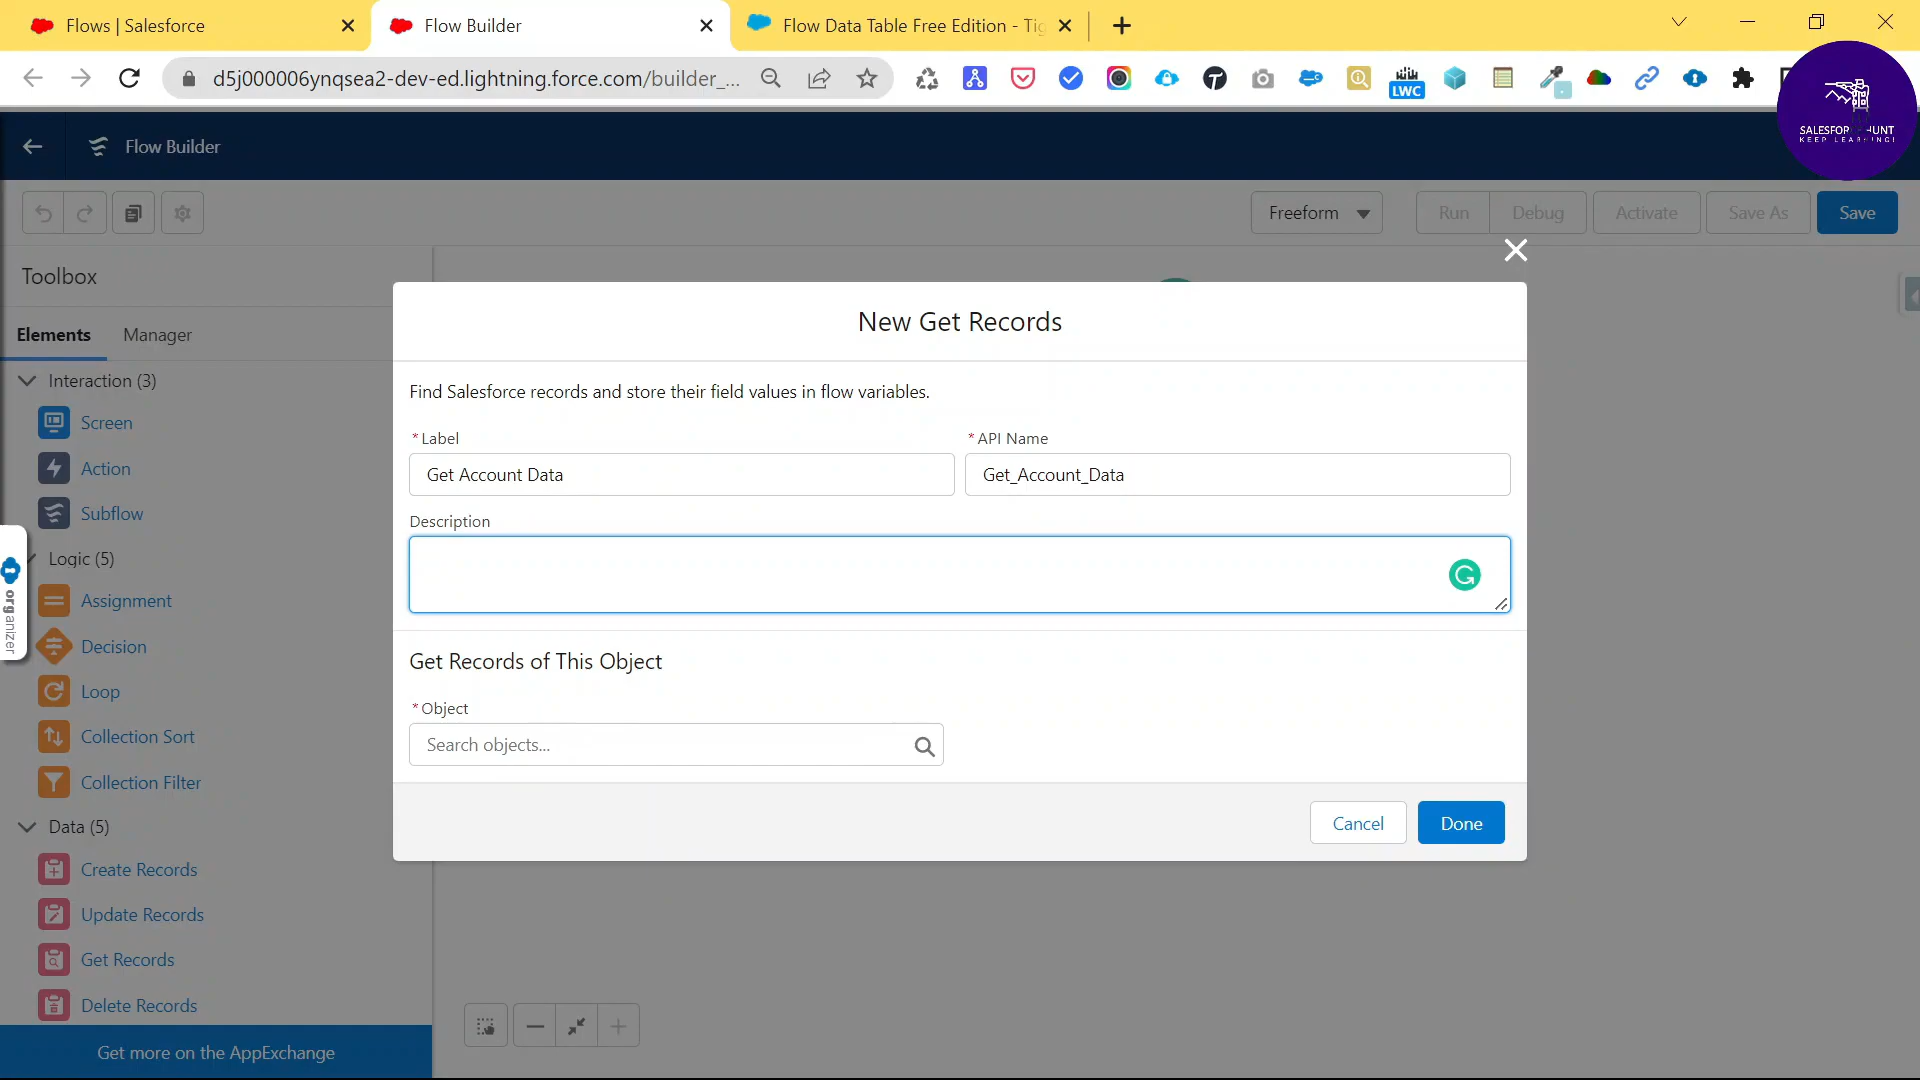 Flows | Salesforce
Flow Builder
Flow Data Table Free Edition - Tig
d5j000006ynqsea2-dev-ed.lightning.force.com/builder_...
LWC
SALESFOR HUNT
KEEP LEARNING!
Flow Builder
Freeform
Run
Debug
Activate
Save As
Save
Toolbox
Elements
Manager
Interaction (3)
Screen
Action
Subflow
Logic (5)
Assignment
Decision
Loop
Collection Sort
Collection Filter
Data (5)
Create Records
Update Records
Get Records
Delete Records
Get more on the AppExchange
organizer
New Get Records
Find Salesforce records and store their field values in flow variables.
* Label
* API Name
Get Account Data
Get_Account_Data
Description
Get Records of This Object
* Object
Search objects...
Cancel
Done